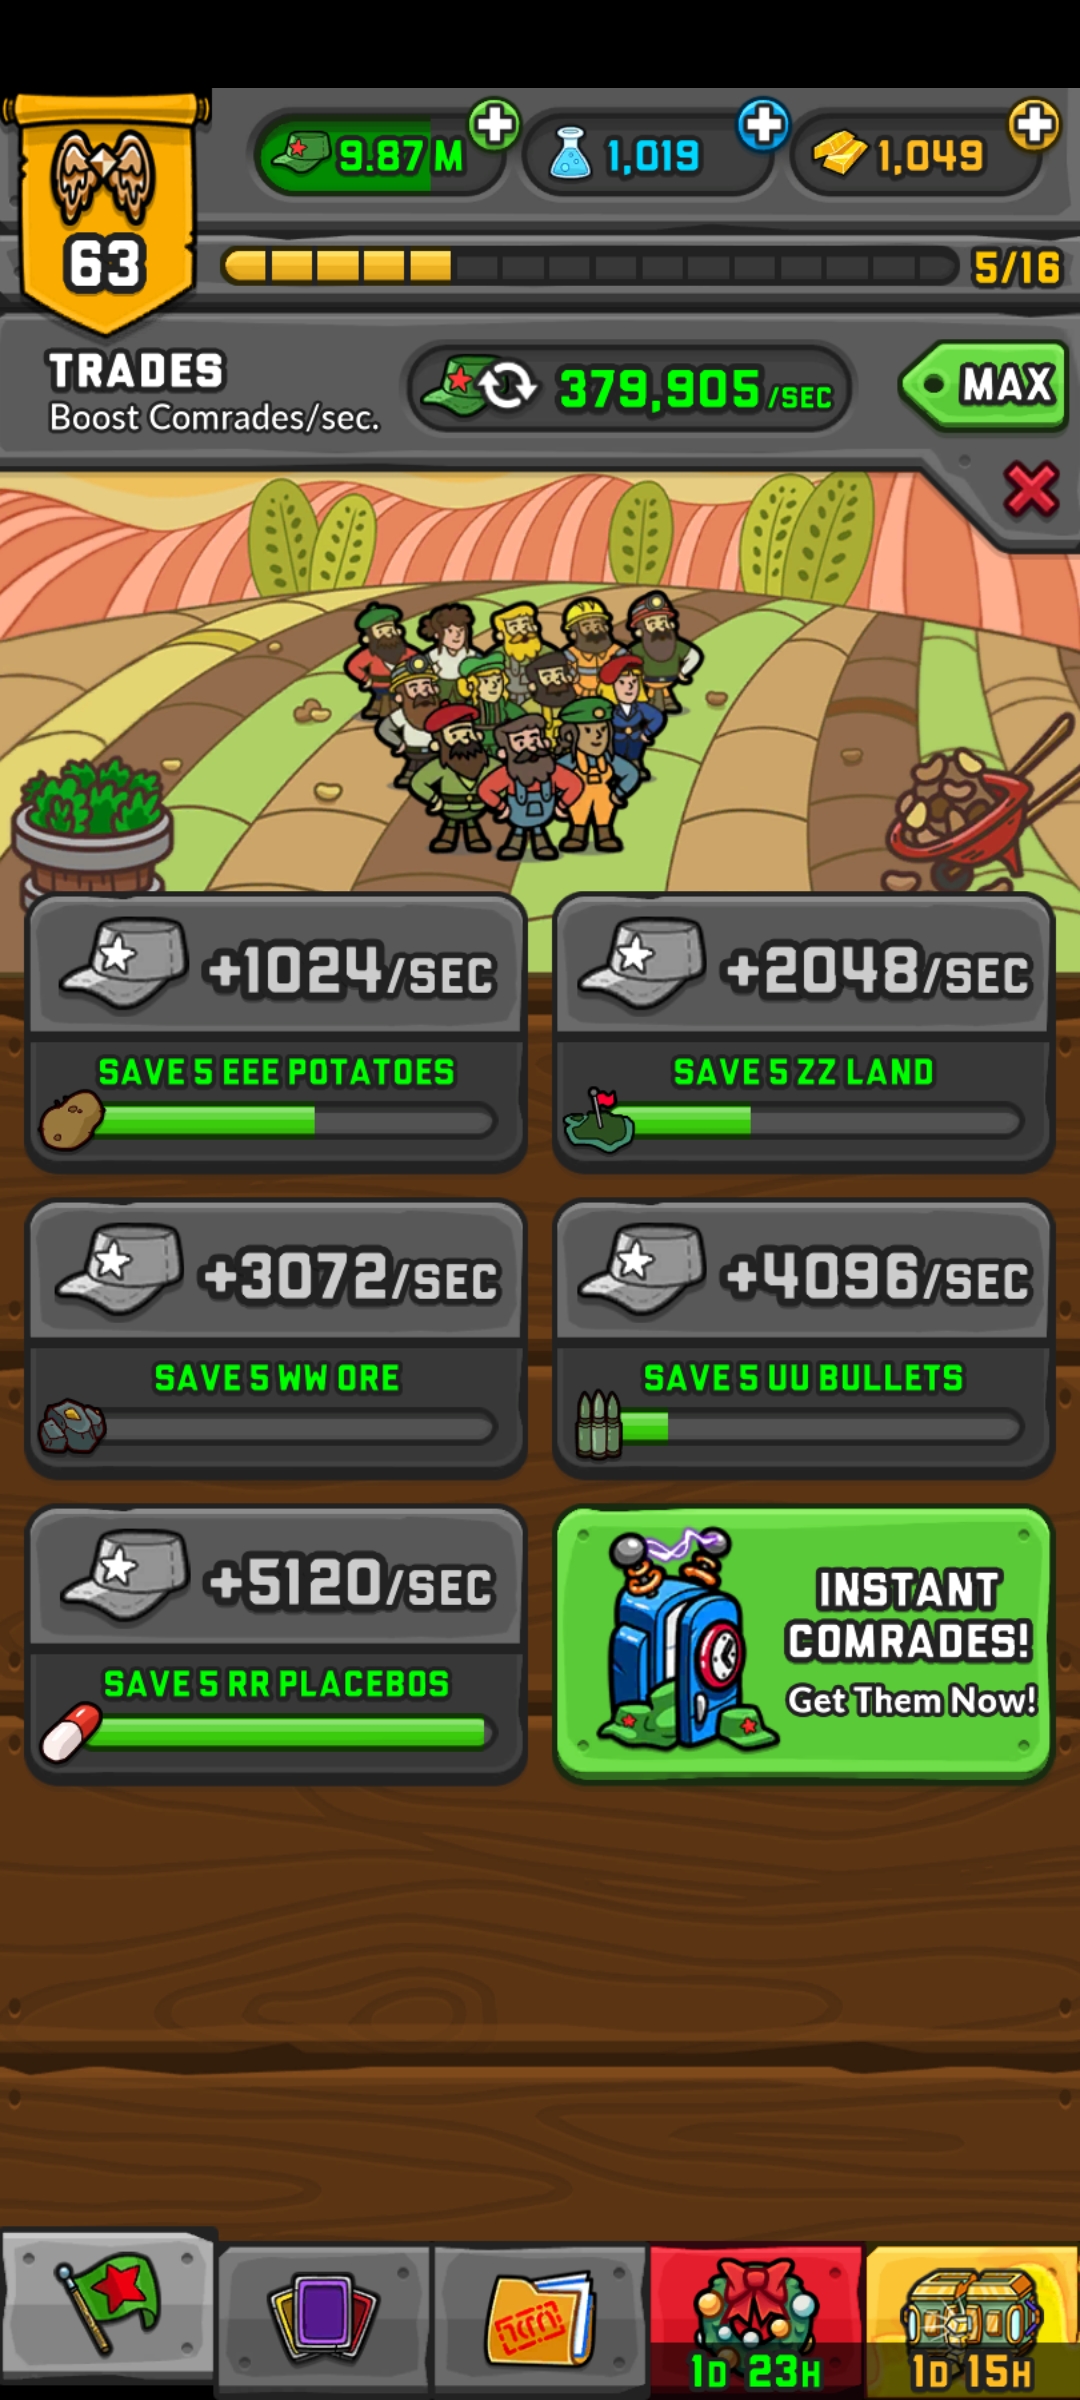 9.87 M
1,019
1,049
63
5/16
TRADES
Boost Comrades/sec.
379,905/SEC
MAX
+1024/SEC
+2048/SEC
SAVE 5 EEE POTATOES
SAVE 5 ZZ LAND
+3072/SEC
+4096/SEC
SAVE 5 WW ORE
SAVE 5 UU BULLETS
+5120/SEC
SAVE 5 RR PLACEBOS
INSTANT
COMRADES!
Get Them Now!
1D 23H
1D 15H